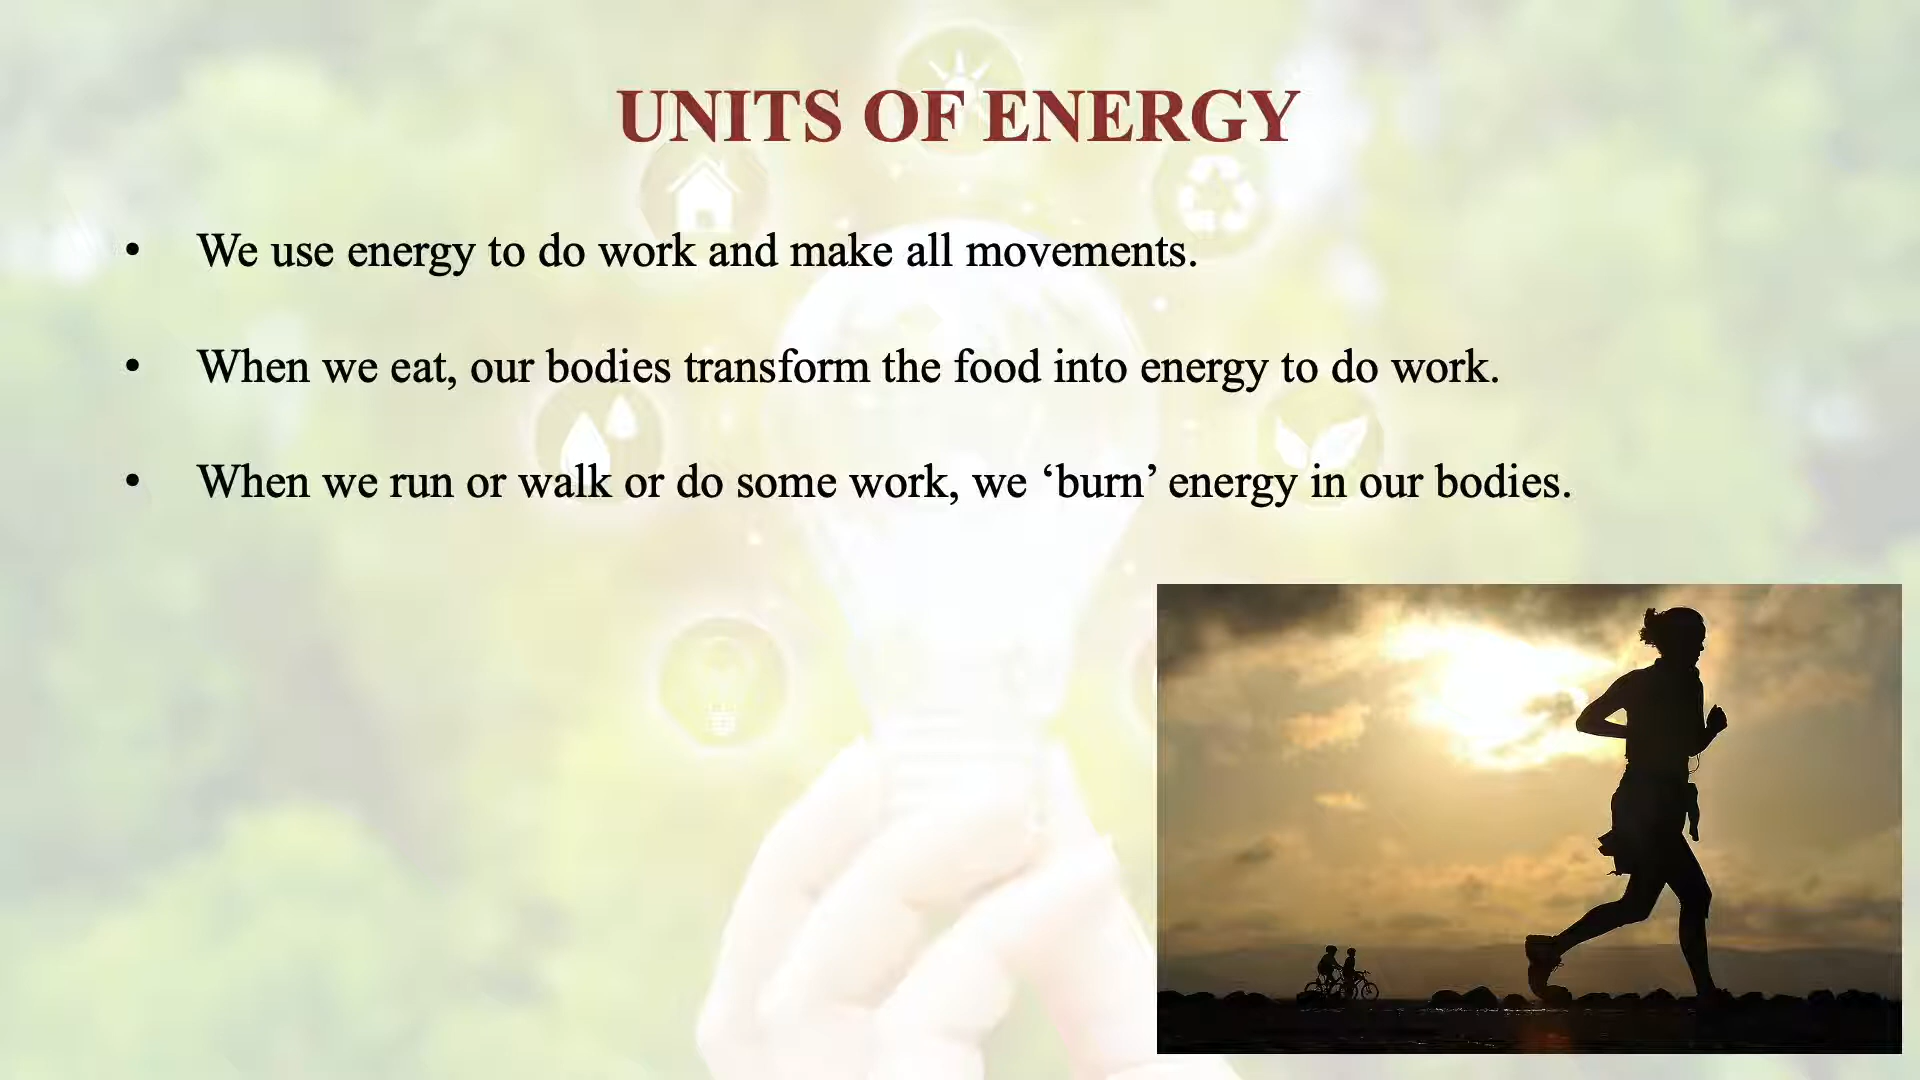 UNITS OF ENERGY
• We use energy to do work and make all movements.
• When we eat, our bodies transform the food into energy to do work.
• When we run or walk or do some work, we ‘burn’ energy in our bodies.